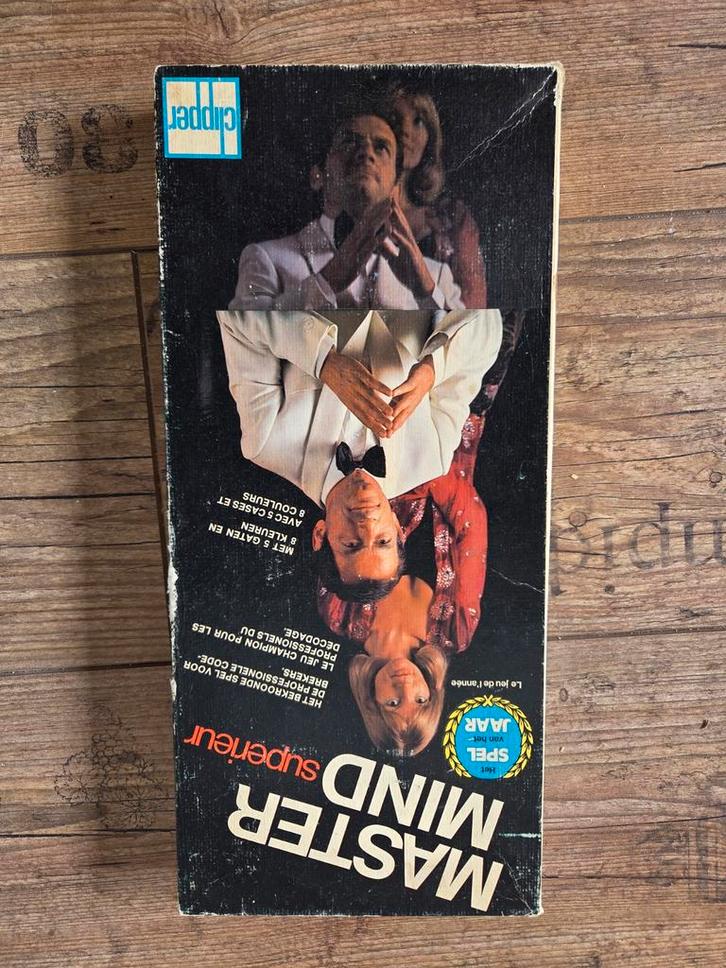 MASTER
MIND
superieur
Het
SPEL
van het
JAAR
Le jeu de l'année
HET BEKROONDE SPEL VOOR
DE PROFESSIONELE CODE-
BREKERS.
LE JEU CHAMPION POUR LES
PROFESSIONELS DU
DECODAGE.
MET 5 GATEN EN
8 KLEUREN
AVEC 5 CASES ET
8 COULEURS
clipper
80